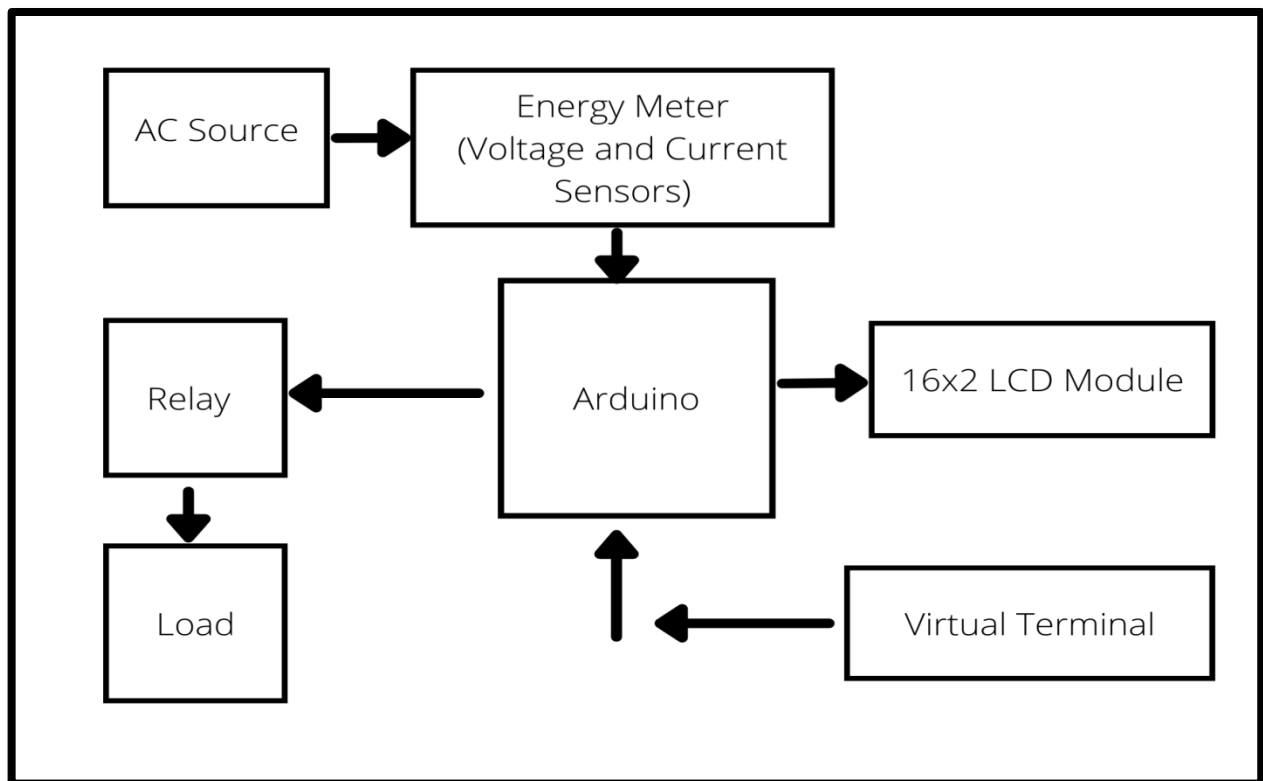 AC Source
Energy Meter
(Voltage and Current
Sensors)
Relay
Arduino
16x2 LCD Module
Load
Virtual Terminal